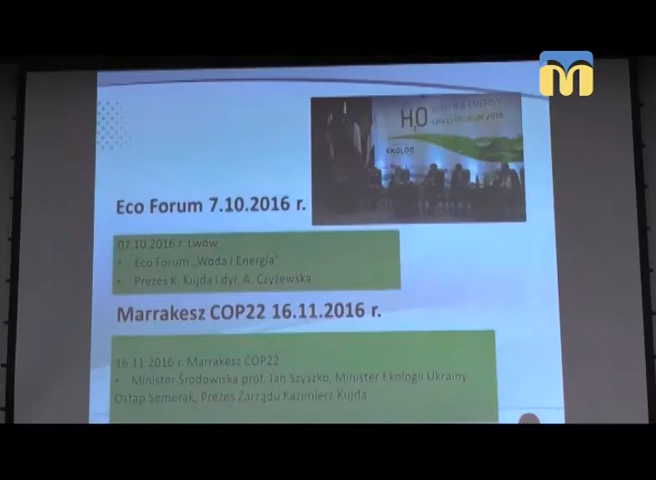 M
H2O
LVIV ECOFORUM 2016
EKOLOG
Eco Forum 7.10.2016 r.
07.10.2016 r. Lwów
• Eco Forum „Woda i Energia"
• Prezes K. Kujda i dyr. A. Czyżewska
Marrakesz COP22 16.11.2016 r.
16.11.2016 r. Marrakesz COP22
• Minister Środowiska prof. Jan Szyszko, Minister Ekologii Ukrainy
Ostap Semerak, Prezes Zarządu Kazimierz Kujda